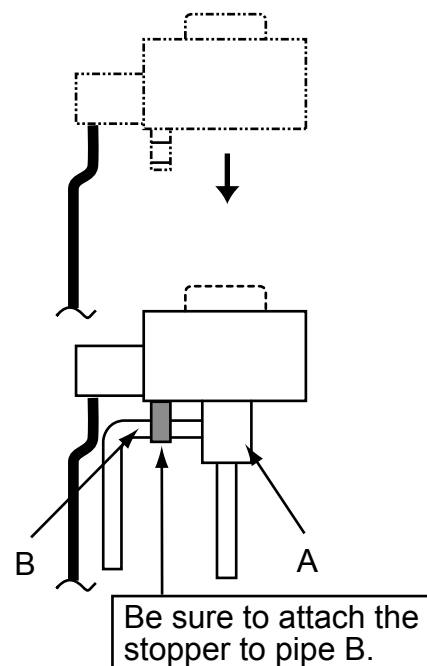 B
A
Be sure to attach the
stopper to pipe B.